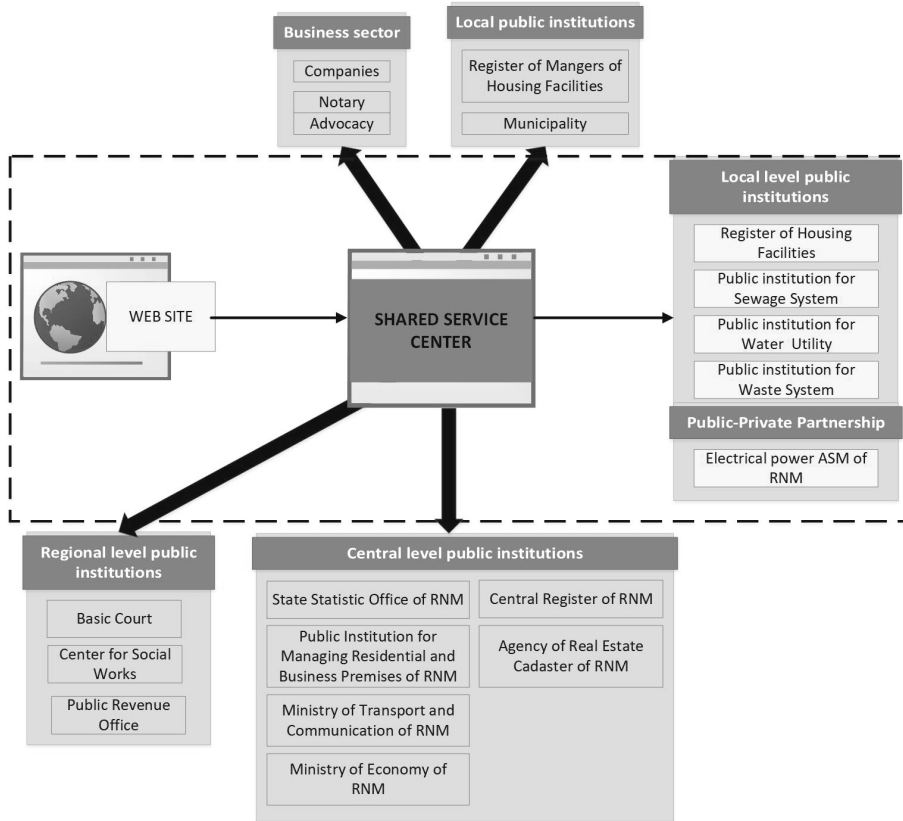 Business sector
Companies
Notary
Advocacy
Local public institutions
Register of Mangers of
Housing Facilities
Municipality
WEB SITE
SHARED SERVICE
CENTER
Local level public
institutions
Register of Housing
Facilities
Public institution for
Sewage System
Public institution for
Water Utility
Public institution for
Waste System
Public-Private Partnership
Electrical power ASM of
RNM
Regional level public
institutions
Basic Court
Center for Social
Works
Public Revenue
Office
Central level public institutions
State Statistic Office of RNM
Public Institution for
Managing Residential and
Business Premises of RNM
Ministry of Transport and
Communication of RNM
Ministry of Economy of
RNM
Central Register of RNM
Agency of Real Estate
Cadaster of RNM